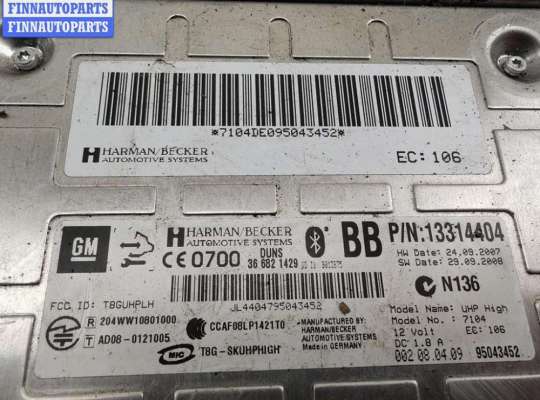 FINNAUTOPARTS
FINNAUTOPARTS
*7104DE095043452*
HARMAN/BECKER
AUTOMOTIVE SYSTEMS
EC: 106
GM
HARMAN/BECKER
AUTOMOTIVE SYSTEMS
BB P/N:13314404
HW Date: 24.09.2007
SW Date: 29.09.2008
CE 0700
DUNS
36 682 1429
N136
FCC ID: T8GUHPLH
JL4404795043452
R 204WW10801000
T AD08-0121005
CCAF08LP1421T0
MIC T8G-SKUHPHIGH
MANUFACTURED BY:
HARMAN/BECKER
AUTOMOTIVE SYSTEMS
Made in GERMANY
Model Name: UHP High
Model No.: 7104
12 Volt EC: 106
DC 1.8 A
002 08.04.09 95043452